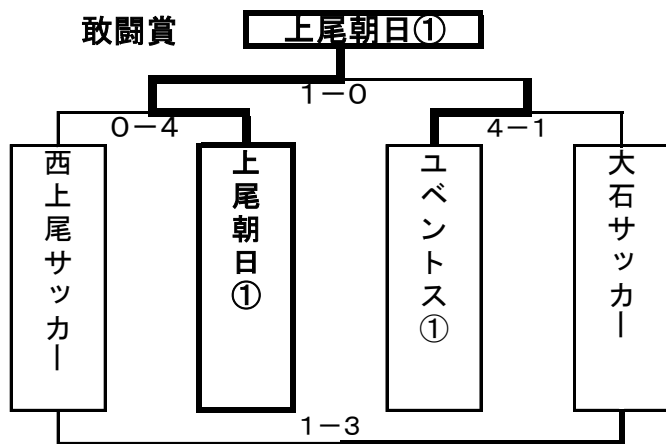 敢闘賞
上尾朝日①
1－0
0－4
4－1
西上尾サッカー
上尾朝日①
ユベントス①
大石サッカー
1－3